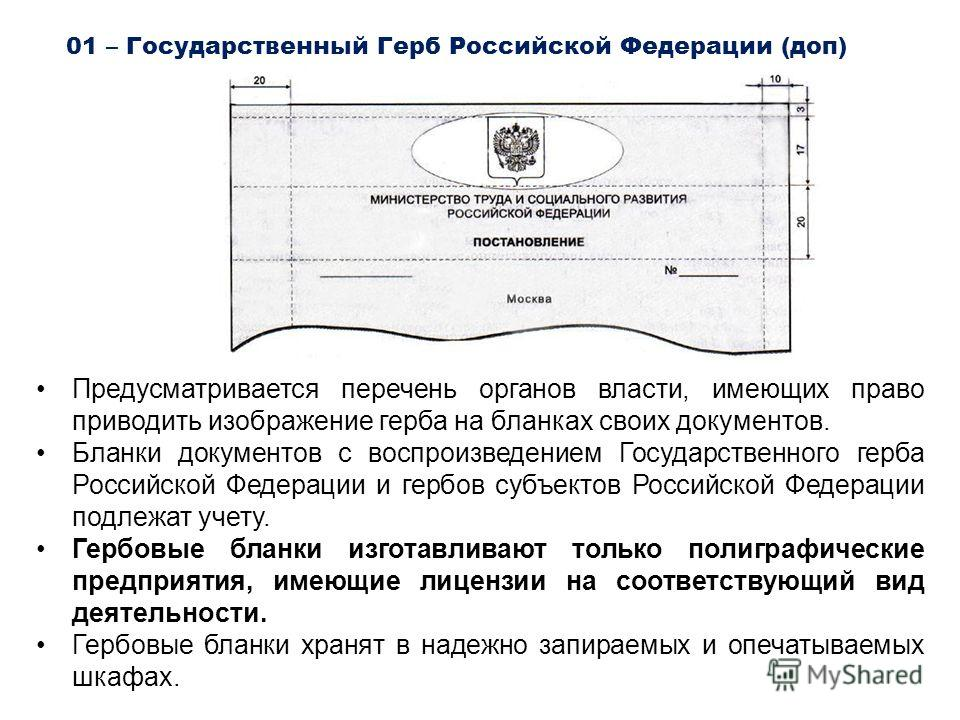 01 – Государственный Герб Российской Федерации (доп)
20
10
3
17
МИНИСТЕРСТВО ТРУДА И СОЦИАЛЬНОГО РАЗВИТИЯ
РОССИЙСКОЙ ФЕДЕРАЦИИ
20
ПОСТАНОВЛЕНИЕ
№
Москва
• Предусматривается перечень органов власти, имеющих право
приводить изображение герба на бланках своих документов.
• Бланки документов с воспроизведением Государственного герба
Российской Федерации и гербов субъектов Российской Федерации
подлежат учету.
• Гербовые бланки изготавливают только полиграфические
предприятия, имеющие лицензии на соответствующий вид
деятельности.
• Гербовые бланки хранят в надежно запираемых и опечатываемых
шкафах.
MyShared